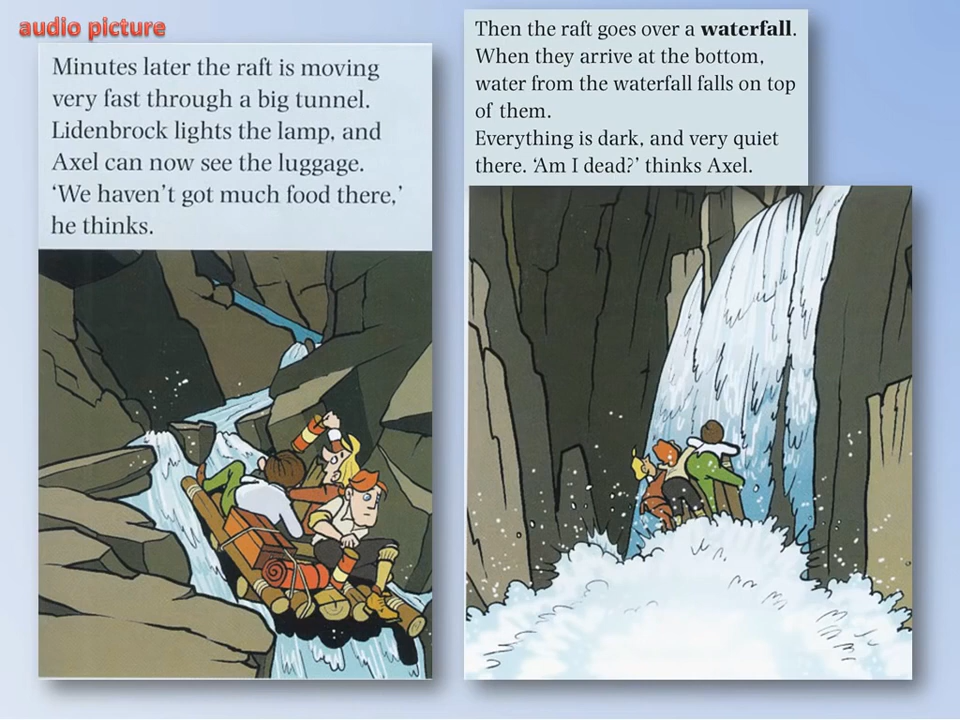 audio picture
Minutes later the raft is moving
very fast through a big tunnel.
Lidenbrock lights the lamp, and
Axel can now see the luggage.
‘We haven’t got much food there,’
he thinks.
Then the raft goes over a waterfall.
When they arrive at the bottom,
water from the waterfall falls on top
of them.
Everything is dark, and very quiet
there. ‘Am I dead?’ thinks Axel.